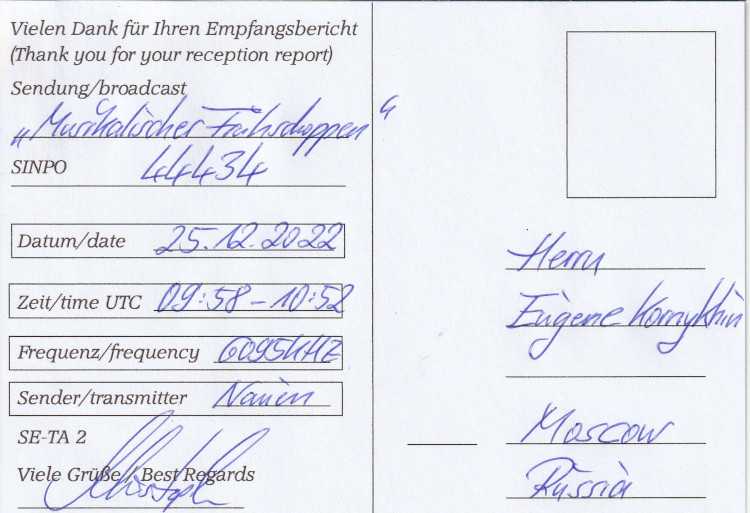 Vielen Dank für Ihren Empfangsbericht
(Thank you for your reception report)
Sendung/broadcast
„Musikalischer Frühschoppen“
SINPO 44434
Datum/date 25.12.2022
Zeit/time UTC 09:58 – 10:52
Frequenz/frequency 6095kHz
Sender/transmitter Nauen
SE-TA 2
Viele Grüße / Best Regards
Christoph
Herrn
Eugene
Moscow
Russia